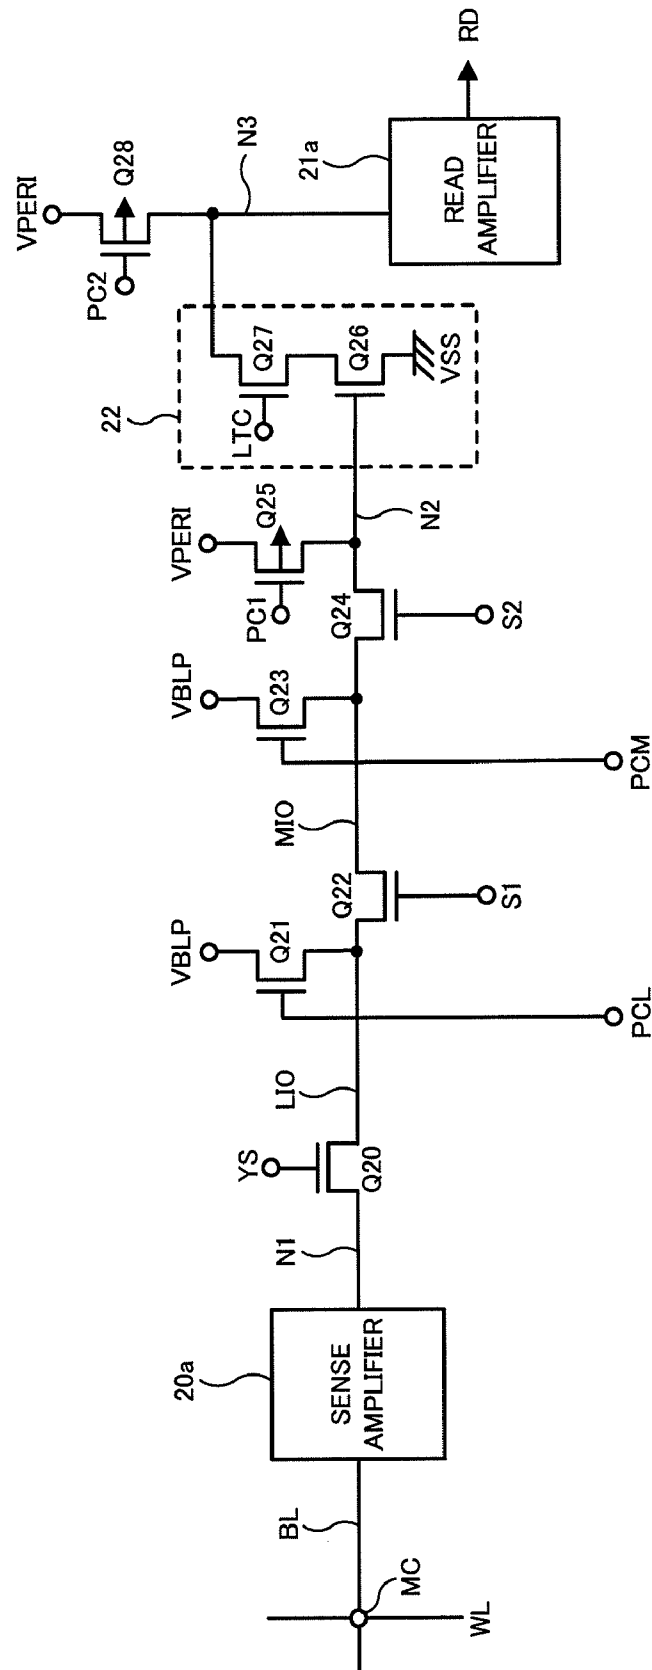 WL
MC
BL
20a
SENSE
AMPLIFIER
N1
YS
Q20
LIO
PCL
VBLP
Q21
Q22
S1
MIO
PCM
VBLP
Q23
Q24
S2
VPERI
PC1
Q25
N2
22
LTC
Q27
Q26
VSS
VPERI
PC2
Q28
N3
21a
READ
AMPLIFIER
RD